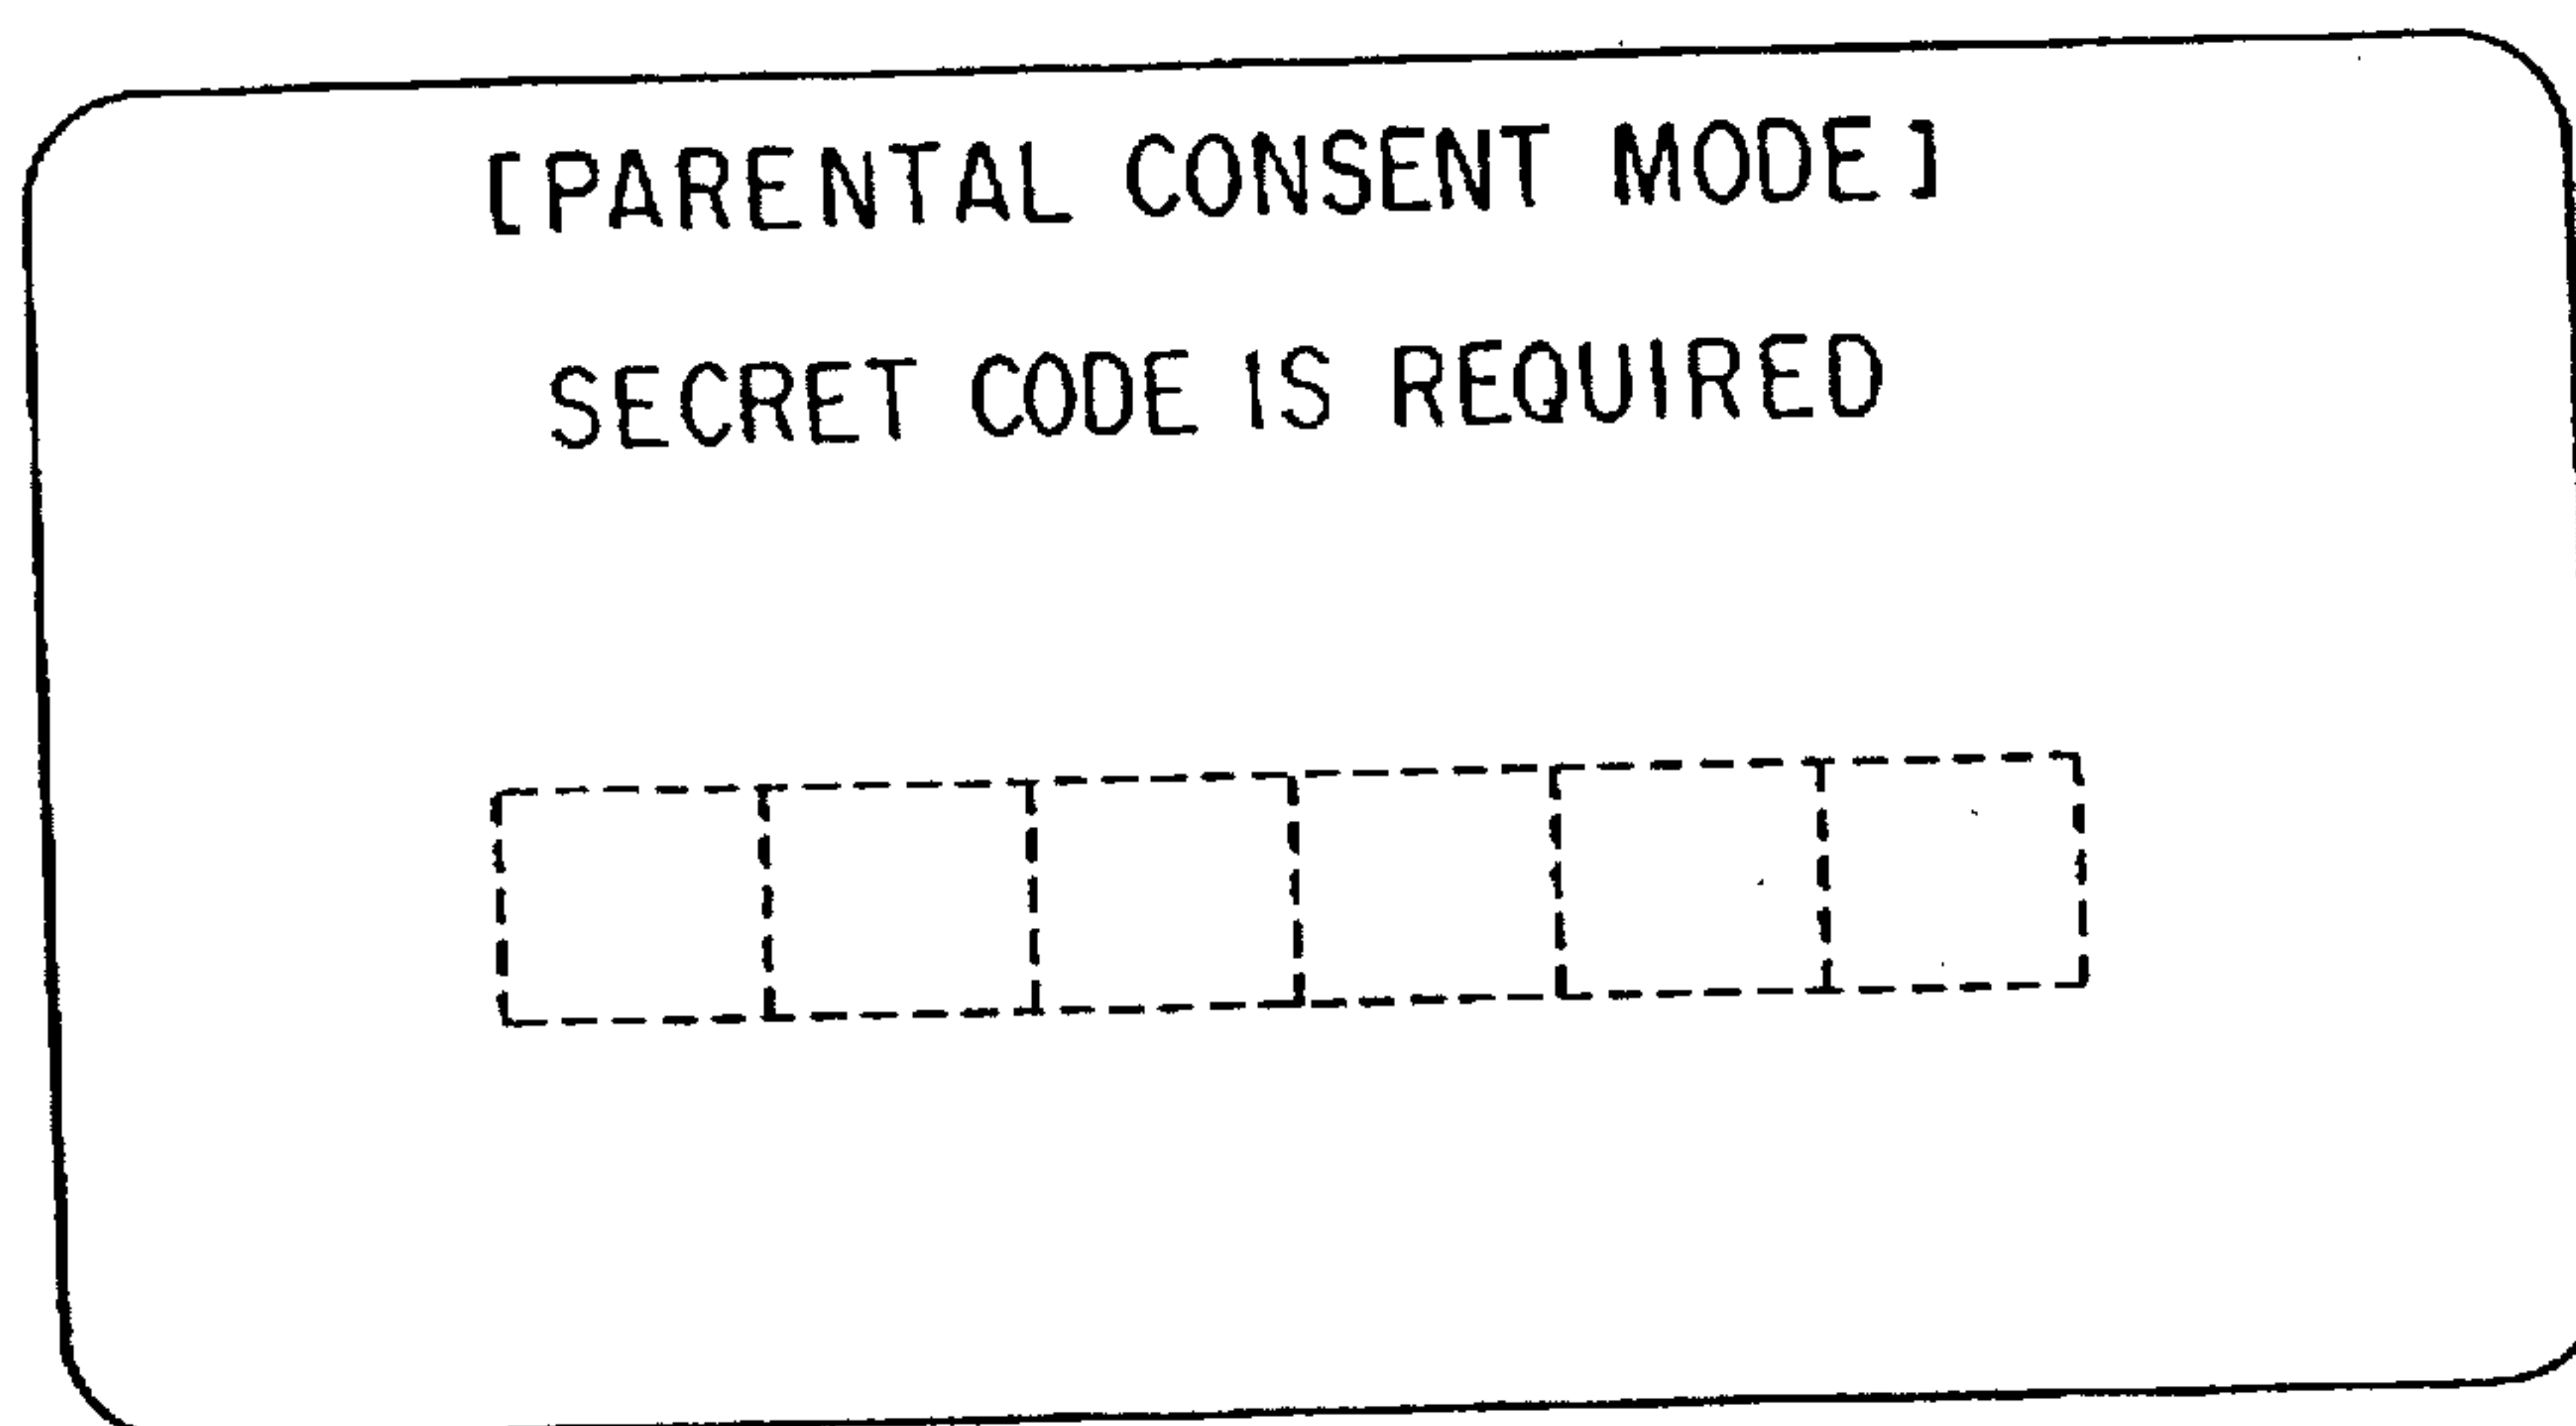 [PARENTAL CONSENT MODE]
SECRET CODE IS REQUIRED